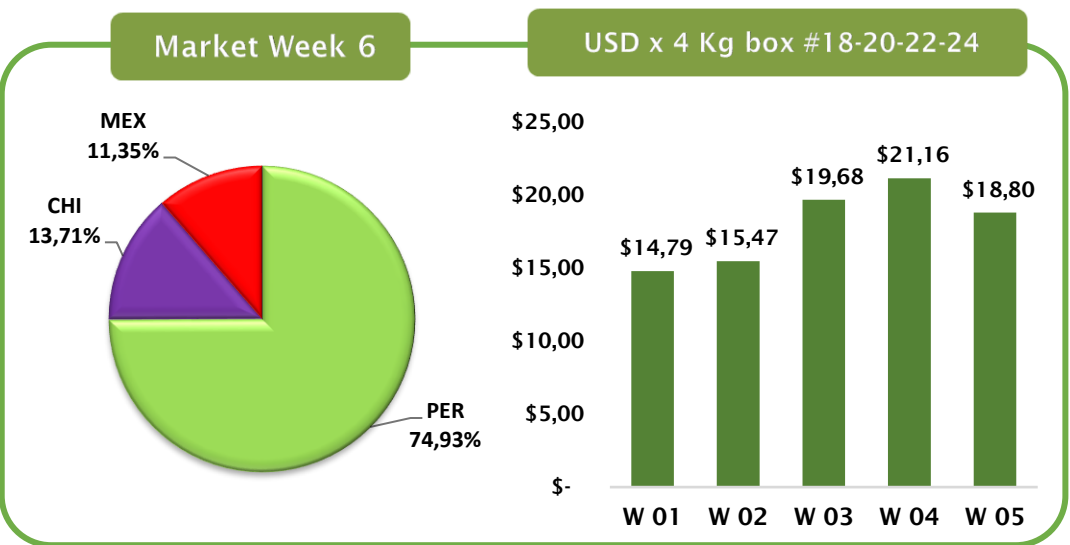 Market Week 6
USD x 4 Kg box #18-20-22-24
MEX
11,35%
CHI
13,71%
PER
74,93%
$25,00
$20,00
$15,00
$10,00
$5,00
$-
$14,79
$15,47
$19,68
$21,16
$18,80
W 01
W 02
W 03
W 04
W 05